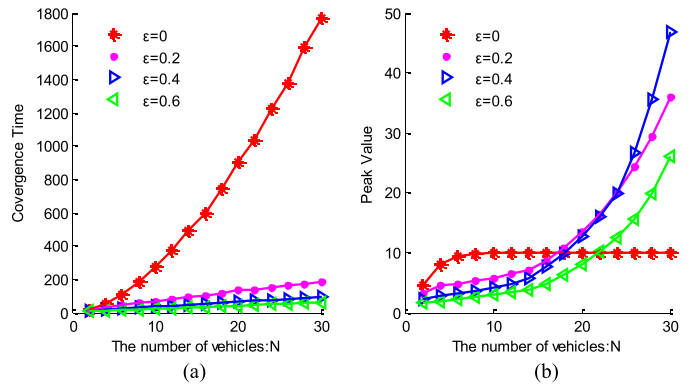 1800
1600
1400
1200
1000
800
600
400
200
0
0 10 20 30
Covergence Time
The number of vehicles:N
ε=0
ε=0.2
ε=0.4
ε=0.6
(a)
50
40
30
20
10
0
0 10 20 30
Peak Value
The number of vehicles:N
ε=0
ε=0.2
ε=0.4
ε=0.6
(b)